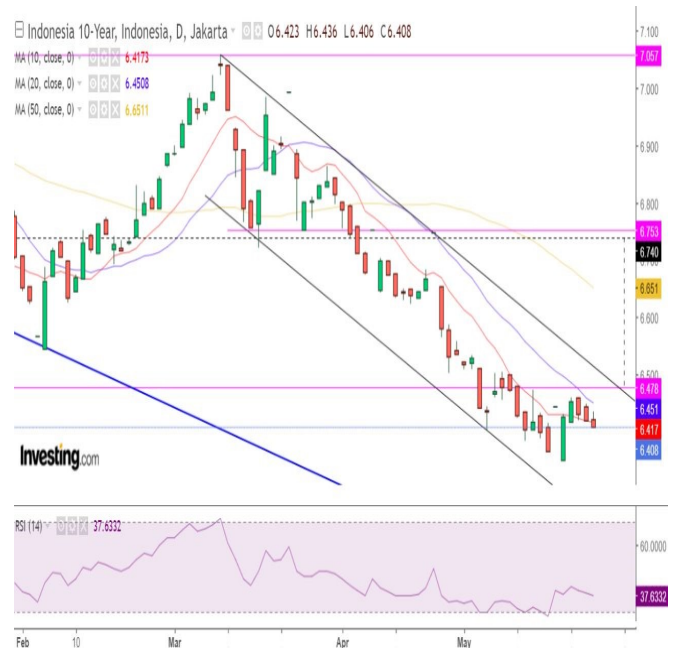 Indonesia 10-Year, Indonesia, D, Jakarta O6.423 H6.436 L6.406 C6.408
MA (10, close, 0) 6.4173
MA (20, close, 0) 6.4508
MA (50, close, 0) 6.6511
7.100
7.057
7.000
6.900
6.800
6.753
6.740
6.651
6.600
6.500
6.478
6.451
6.417
6.408
Investing.com
RSI (14) 37.6332
60.0000
37.6332
Feb 10 Mar Apr May